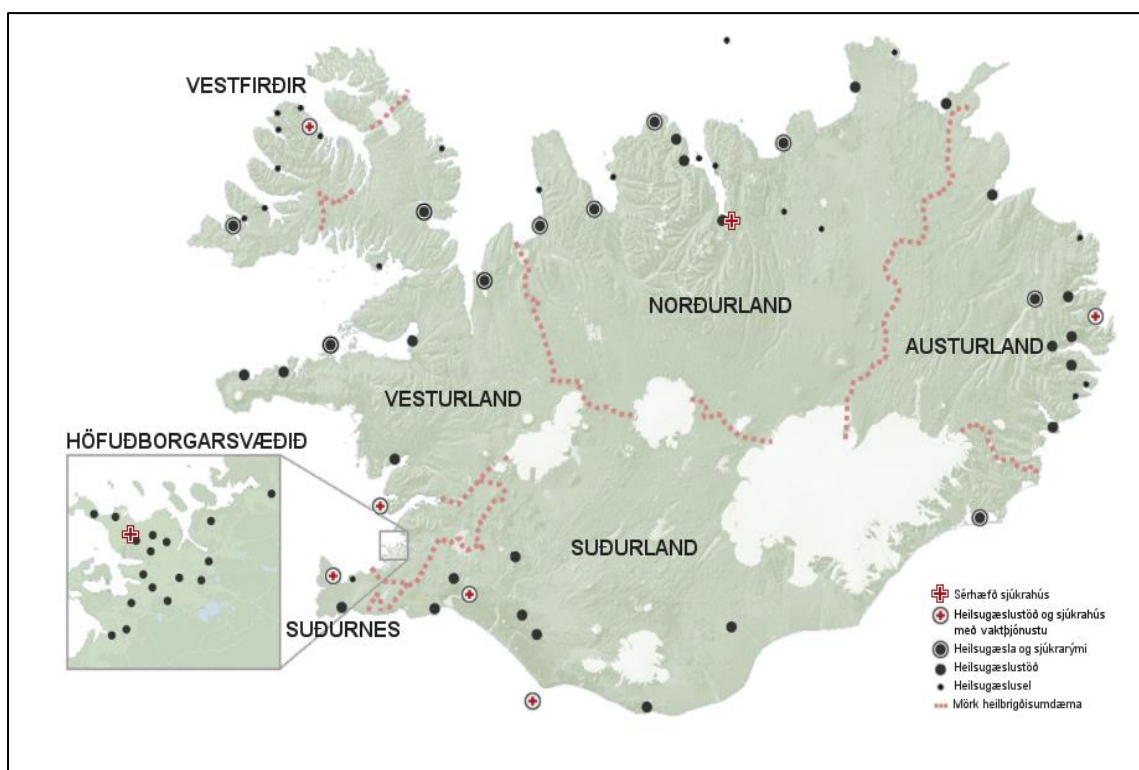 VESTFIRÐIR
NORÐURLAND
AUSTURLAND
VESTURLAND
HÖFUÐBORGARSVÆÐIÐ
SUÐURLAND
SUÐURNES
Sérhæfð sjúkrahús
Heilsugæslustöð og sjúkrahús
með vaktþjónustu
Heilsugæsla og sjúkrarými
Heilsugæslustöð
Heilsugæslusel
Mörk heilbrigðisumdæma